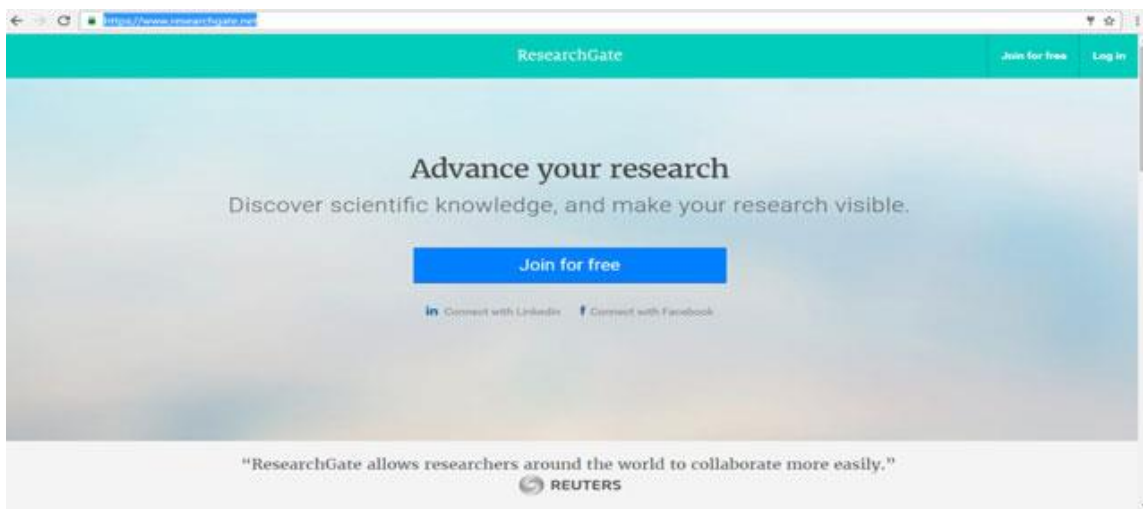 https://www.researchgate.net
ResearchGate
Join for free
Log in
Advance your research
Discover scientific knowledge, and make your research visible.
Join for free
in Connect with LinkedIn f Connect with Facebook
“ResearchGate allows researchers around the world to collaborate more easily.”
REUTERS